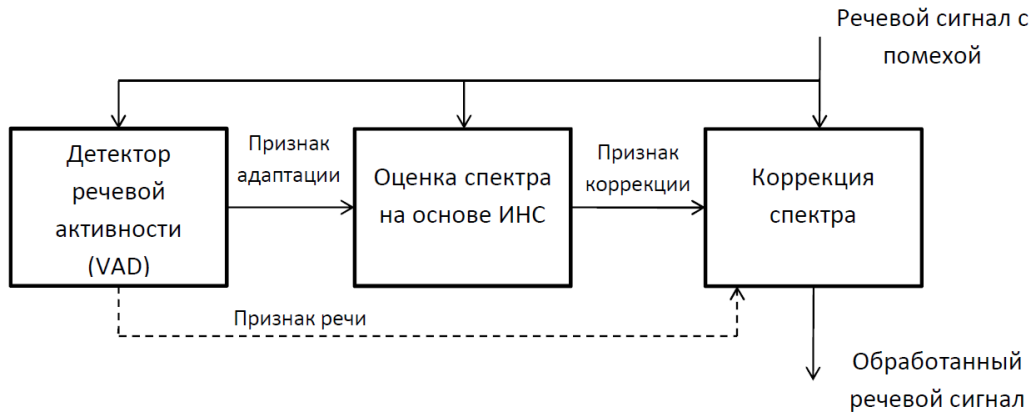 Речевой сигнал с
помехой
Детектор
речевой
активности
(VAD)
Признак
адаптации
Оценка спектра
на основе ИНС
Признак
коррекции
Коррекция
спектра
Признак речи
Обработанный
речевой сигнал